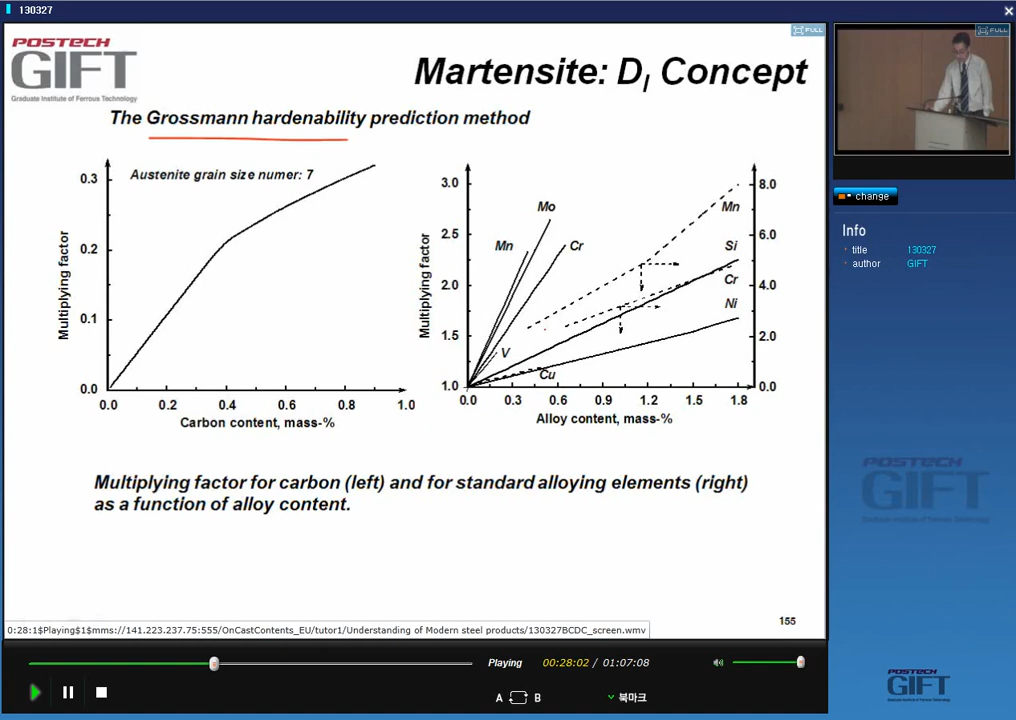 130327
POSTECH
GIFT
Graduate Institute of Ferrous Technology
FULL
Martensite: DI Concept
The Grossmann hardenability prediction method
FULL
change
Info
title 130327
author GIFT
Austenite grain size numer: 7
Multiplying factor
0.3
0.2
0.1
0.0
0.0 0.2 0.4 0.6 0.8 1.0
Carbon content, mass-%
Multiplying factor
3.0
2.5
2.0
1.5
1.0
Mo
Mn
Cr
V
Cu
Mn
Si
Cr
Ni
8.0
6.0
4.0
2.0
0.0
0.0 0.3 0.6 0.9 1.2 1.5 1.8
Alloy content, mass-%
Multiplying factor for carbon (left) and for standard alloying elements (right)
as a function of alloy content.
POSTECH
GIFT
155
0:28:1$Playing$1$mms://141.223.237.75:555/OnCastContents_EU/tutor1/Understanding of Modern steel products/130327BCDC_screen.wmv
Playing 00:28:02 / 01:07:08
A B 북마크
POSTECH
GIFT